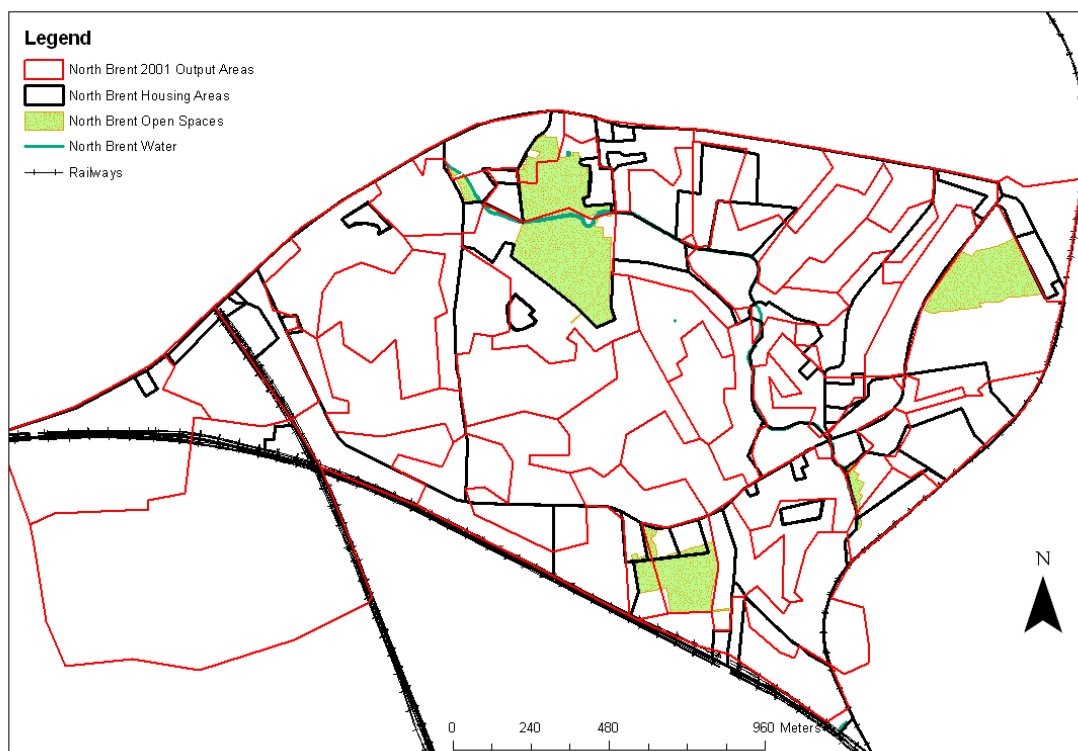 Legend
North Brent 2001 Output Areas
North Brent Housing Areas
North Brent Open Spaces
North Brent Water
Railways
N
0 240 480 960 Meters